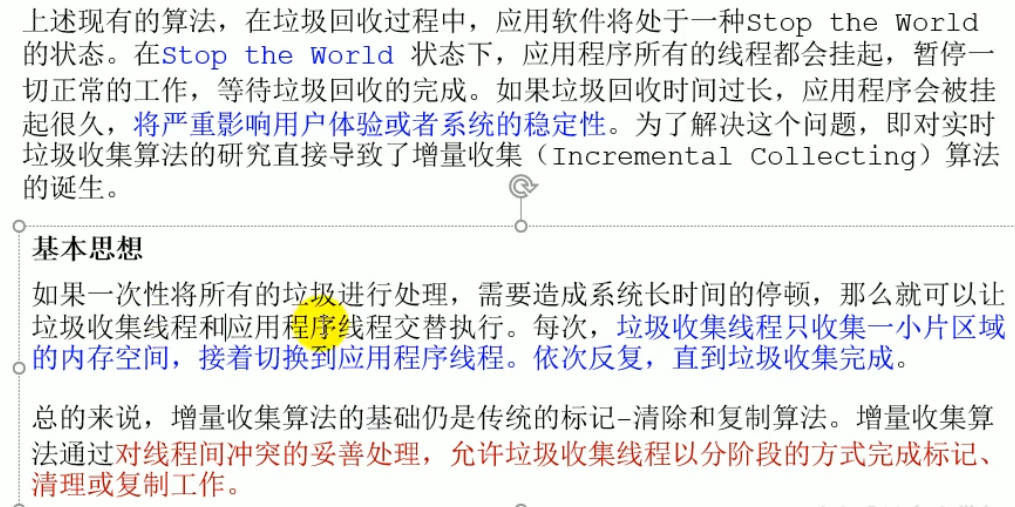 上述现有的算法，在垃圾回收过程中，应用软件将处于一种Stop the World
的状态。在Stop the World 状态下，应用程序所有的线程都会挂起，暂停一
切正常的工作，等待垃圾回收的完成。如果垃圾回收时间过长，应用程序会被挂
起很久，将严重影响用户体验或者系统的稳定性。为了解决这个问题，即对实时
垃圾收集算法的研究直接导致了增量收集（Incremental Collecting）算法
的诞生。
基本思想
如果一次性将所有的垃圾进行处理，需要造成系统长时间的停顿，那么就可以让
垃圾收集线程和应用程序线程交替执行。每次，垃圾收集线程只收集一小片区域
的内存空间，接着切换到应用程序线程。依次反复，直到垃圾收集完成。
总的来说，增量收集算法的基础仍是传统的标记-清除和复制算法。增量收集算
法通过对线程间冲突的妥善处理，允许垃圾收集线程以分阶段的方式完成标记、
清理或复制工作。